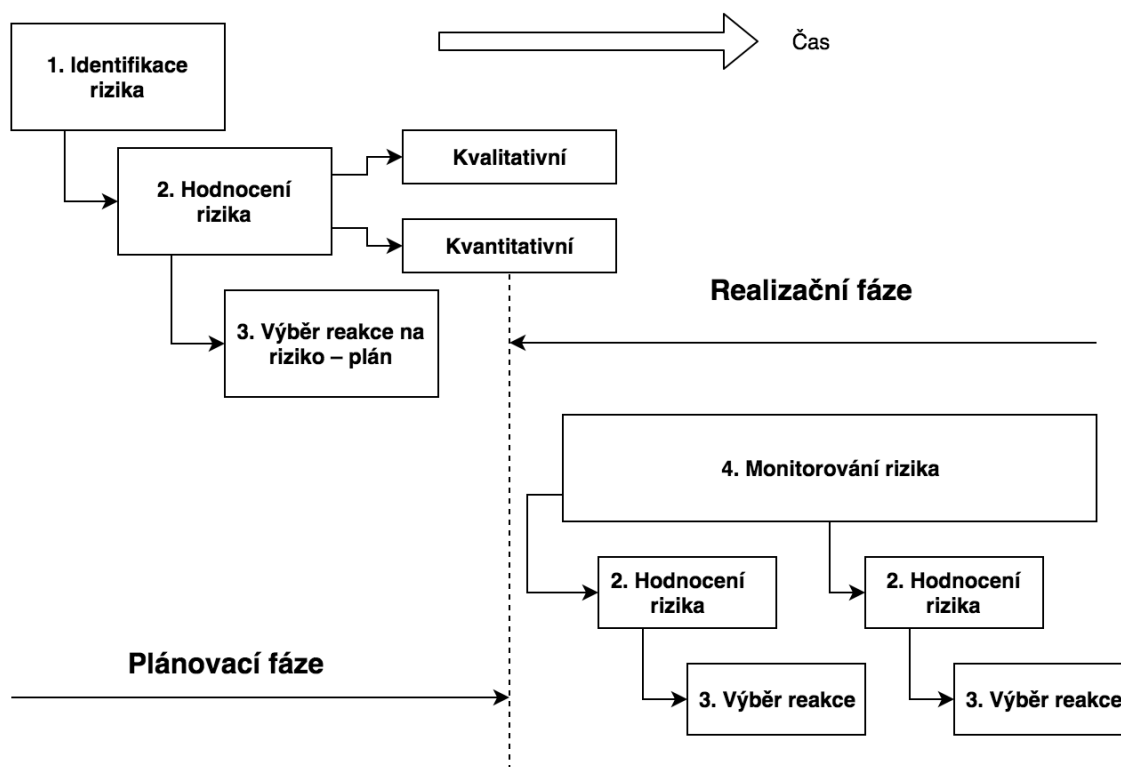 Čas
1. Identifikace
rizika
Kvalitativní
2. Hodnocení
rizika
Kvantitativní
Realizační fáze
3. Výběr reakce na
riziko – plán
4. Monitorování rizika
2. Hodnocení
rizika
2. Hodnocení
rizika
Plánovací fáze
3. Výběr reakce
3. Výběr reakce